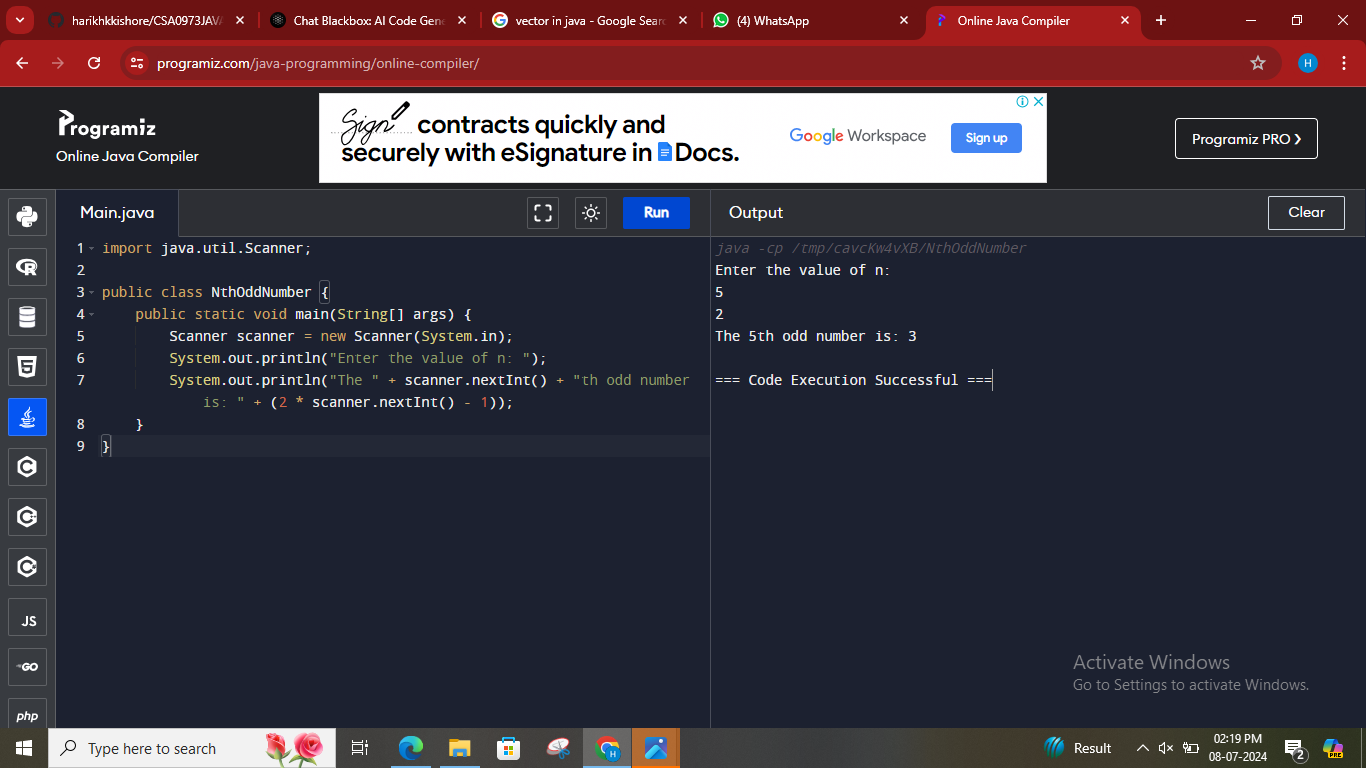 harikhkkishore/CSA0973JAVA
Chat Blackbox: AI Code Gene
vector in java - Google Sear
(4) WhatsApp
Online Java Compiler
programiz.com/java-programming/online-compiler/
H
Programiz
Online Java Compiler
Sign contracts quickly and
securely with eSignature in Docs.
Google Workspace
Sign up
Programiz PRO ›
Main.java
Run
Output
Clear
1 import java.util.Scanner;
2
3 public class NthOddNumber {
4 public static void main(String[] args) {
5 Scanner scanner = new Scanner(System.in);
6 System.out.println("Enter the value of n: ");
7 System.out.println("The " + scanner.nextInt() + "th odd number
is: " + (2 * scanner.nextInt() - 1));
8 }
9 }
java -cp /tmp/cavcKw4vXB/NthOddNumber
Enter the value of n:
5
2
The 5th odd number is: 3
=== Code Execution Successful ===
JS
GO
php
Activate Windows
Go to Settings to activate Windows.
Type here to search
H
Result
02:19 PM
08-07-2024
2
PRE